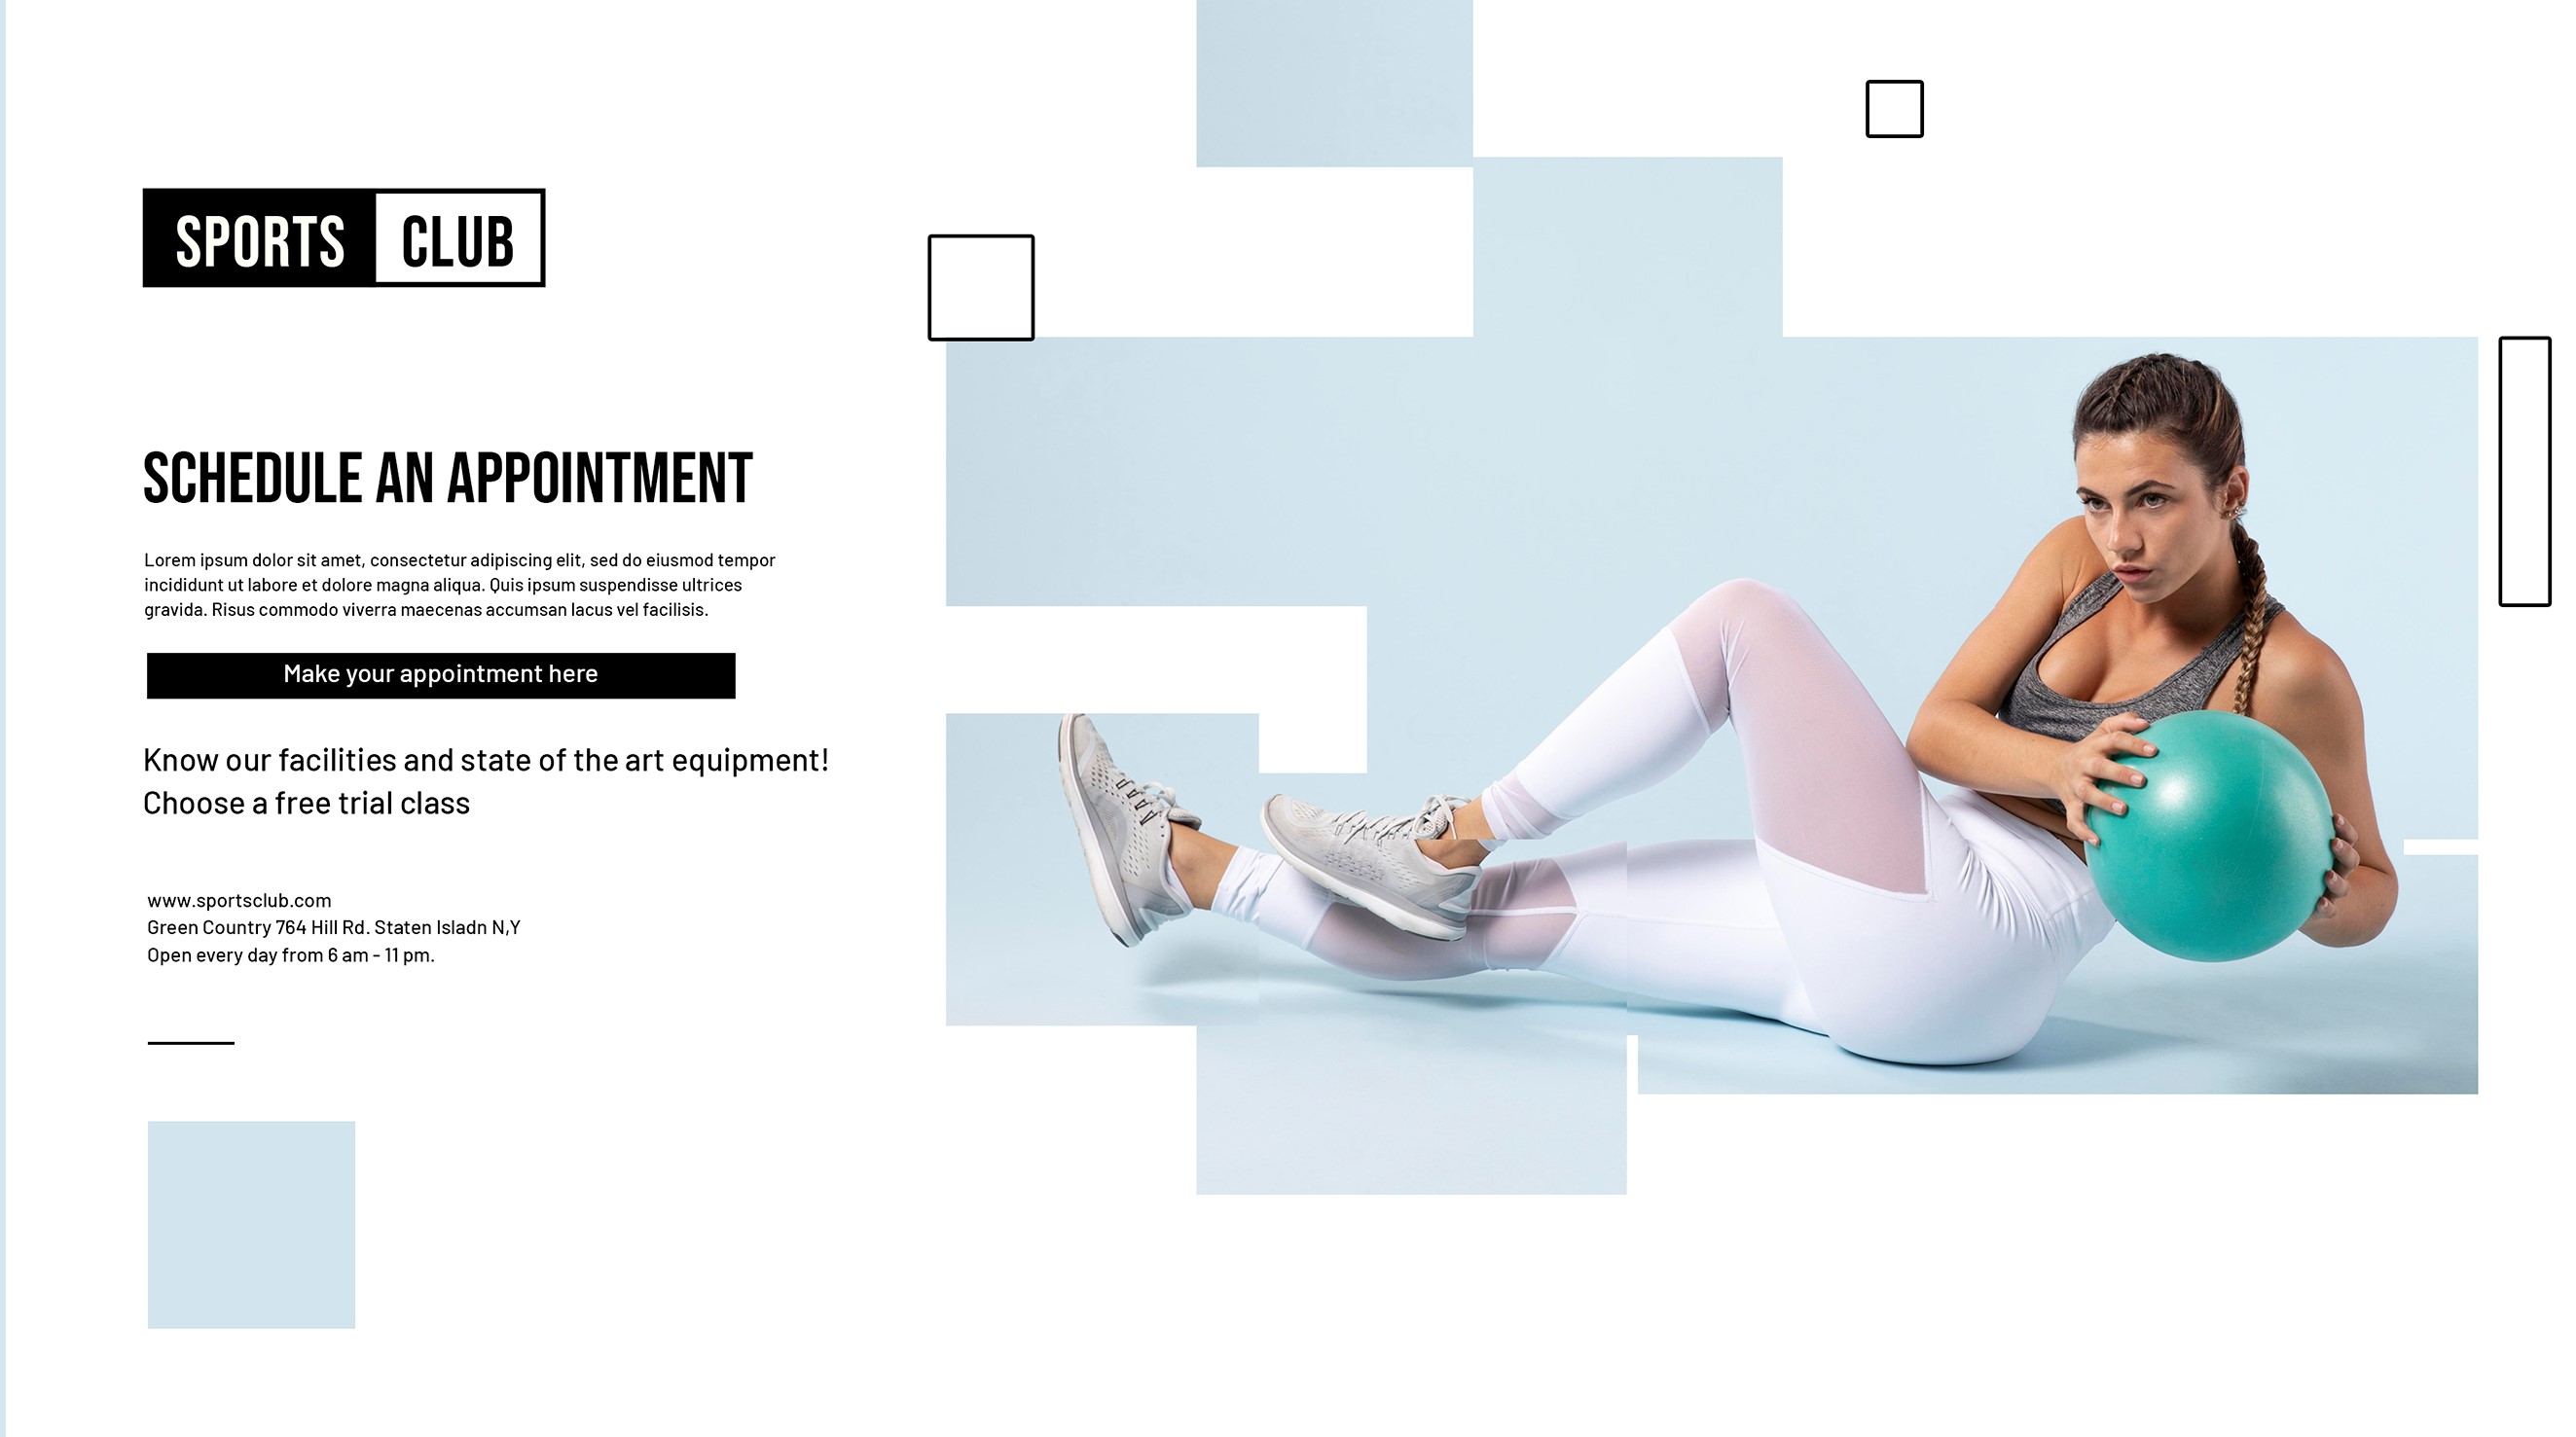 SPORTS CLUB
SCHEDULE AN APPOINTMENT
Lorem ipsum dolor sit amet, consectetur adipiscing elit, sed do eiusmod tempor
incididunt ut labore et dolore magna aliqua. Quis ipsum suspendisse ultrices
gravida. Risus commodo viverra maecenas accumsan lacus vel facilisis.
Make your appointment here
Know our facilities and state of the art equipment!
Choose a free trial class
www.sportsclub.com
Green Country 764 Hill Rd. Staten Isladn N,Y
Open every day from 6 am - 11 pm.